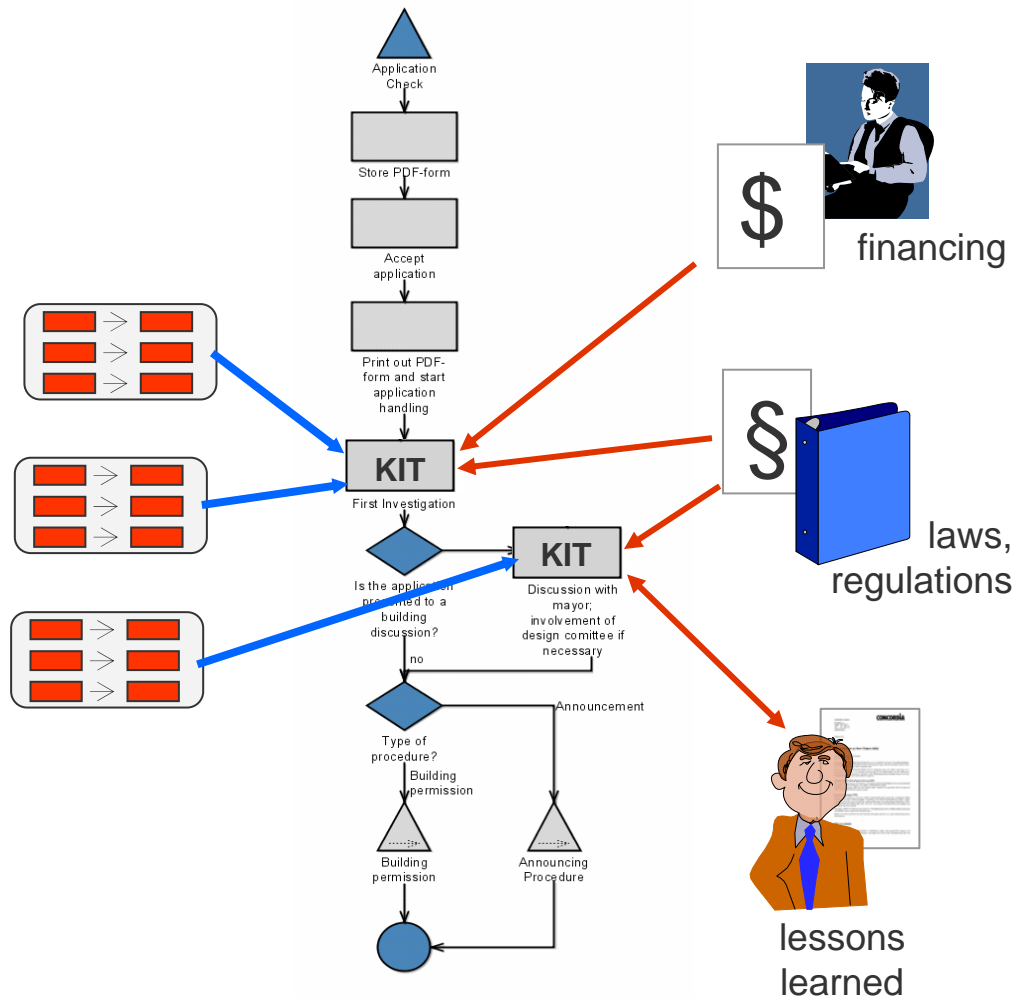 Application
Check
Store PDF-form
Accept
application
Print out PDF-
form and start
application
handling
KIT
First Investigation
Is the application
presented to a
building
discussion?
KIT
Discussion with
mayor;
involvement of
design comittee if
necessary
no
Announcement
Type of
procedure?
Building
permission
Building
permission
Announcing
Procedure
$
financing
§
laws,
regulations
CONCORDIA
lessons
learned